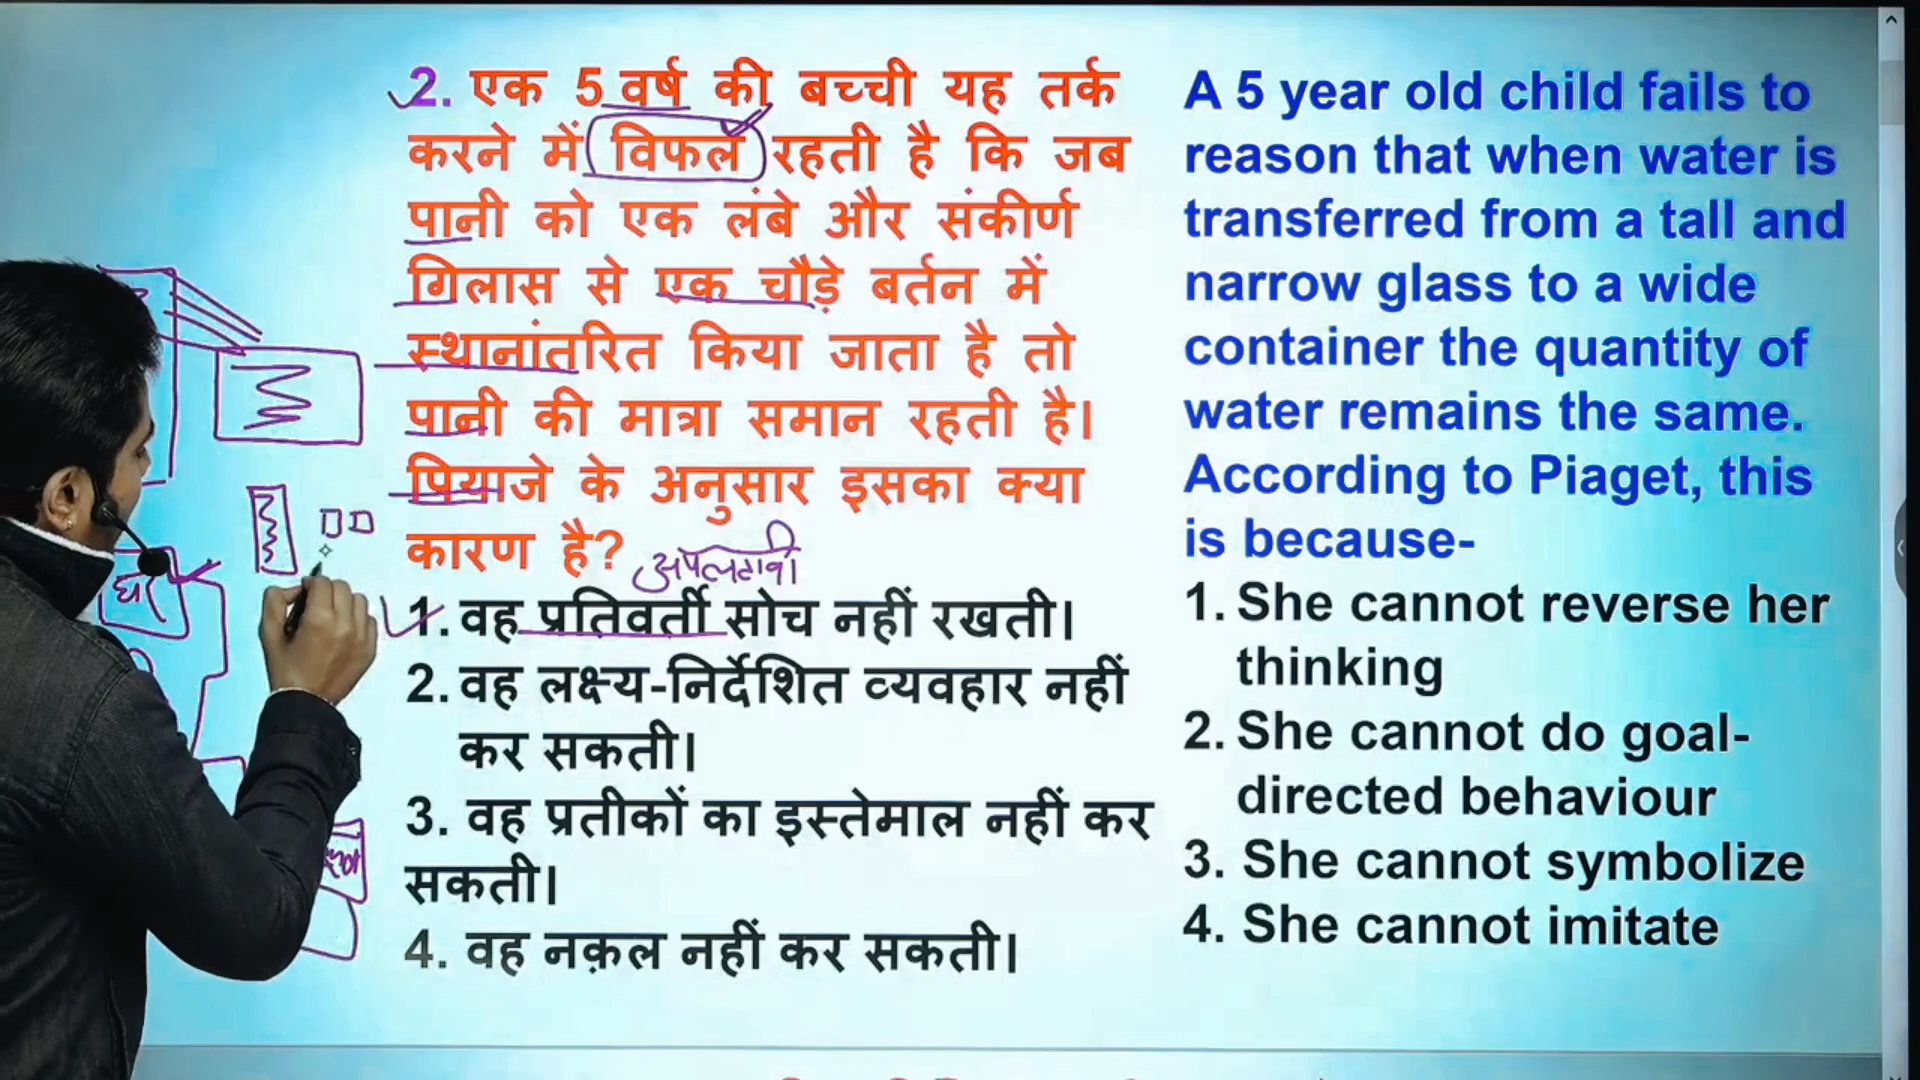 2. एक 5 वर्ष की बच्ची यह तर्क
करने में विफल रहती है कि जब
पानी को एक लंबे और संकीर्ण
गिलास से एक चौड़े बर्तन में
स्थानांतरित किया जाता है तो
पानी की मात्रा समान रहती है।
पियाजे के अनुसार इसका क्या
कारण है?
1. वह प्रतिवर्ती सोच नहीं रखती।
2. वह लक्ष्य-निर्देशित व्यवहार नहीं
कर सकती।
3. वह प्रतीकों का इस्तेमाल नहीं कर
सकती।
4. वह नक़ल नहीं कर सकती।
A 5 year old child fails to
reason that when water is
transferred from a tall and
narrow glass to a wide
container the quantity of
water remains the same.
According to Piaget, this
is because-
1. She cannot reverse her
thinking
2. She cannot do goal-
directed behaviour
3. She cannot symbolize
4. She cannot imitate
घर